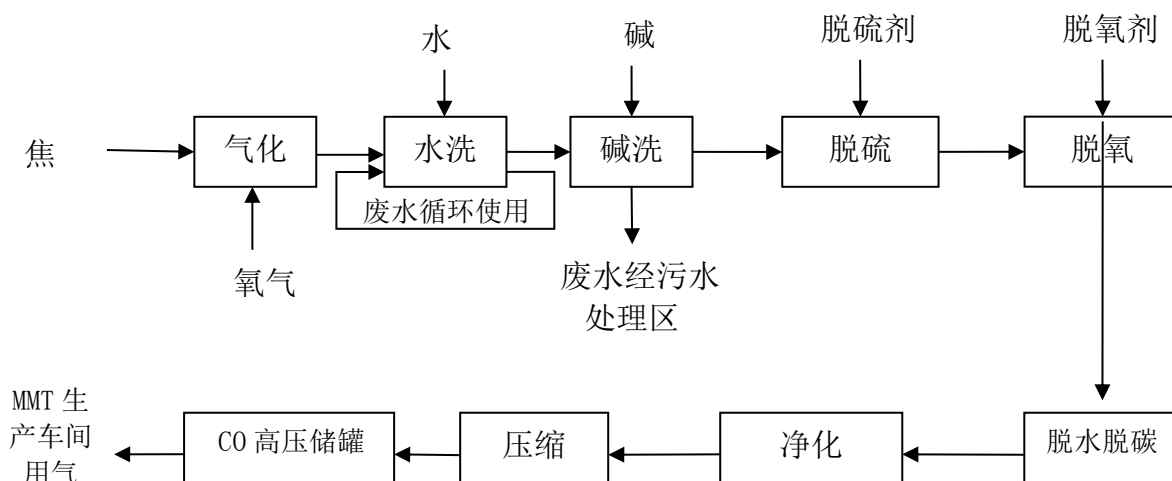 水
碱
脱硫剂
脱氧剂
焦
气化
水洗
碱洗
脱硫
脱氧
废水循环使用
氧气
废水经污水
处理区
MMT 生
产车间
用气
CO 高压储罐
压缩
净化
脱水脱碳